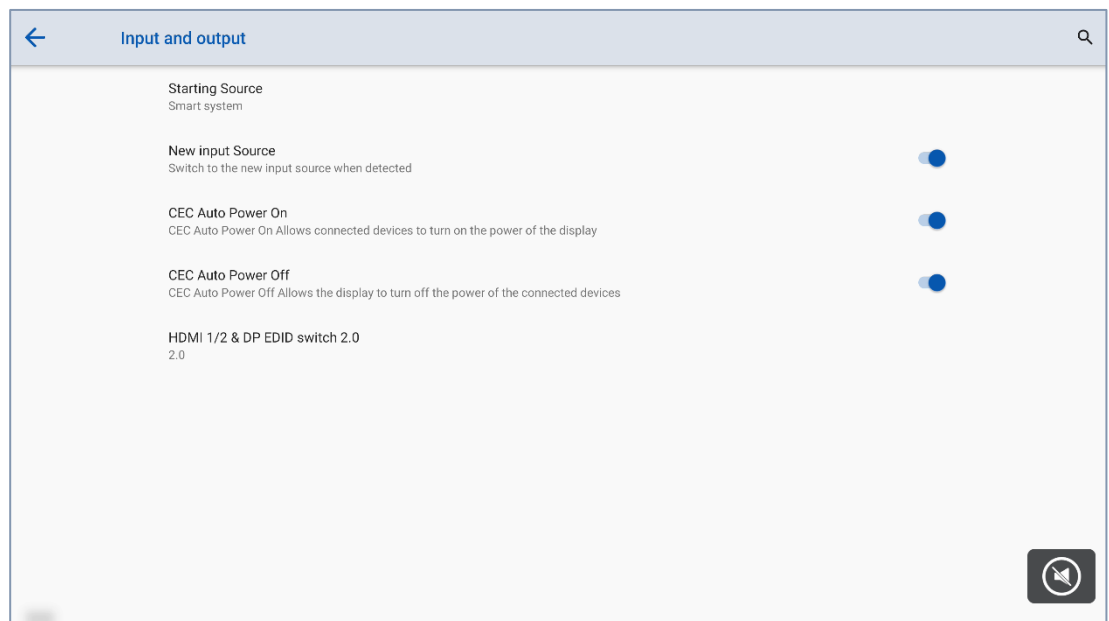 Input and output
Starting Source
Smart system
New input Source
Switch to the new input source when detected
CEC Auto Power On
CEC Auto Power On Allows connected devices to turn on the power of the display
CEC Auto Power Off
CEC Auto Power Off Allows the display to turn off the power of the connected devices
HDMI 1/2 & DP EDID switch 2.0
2.0